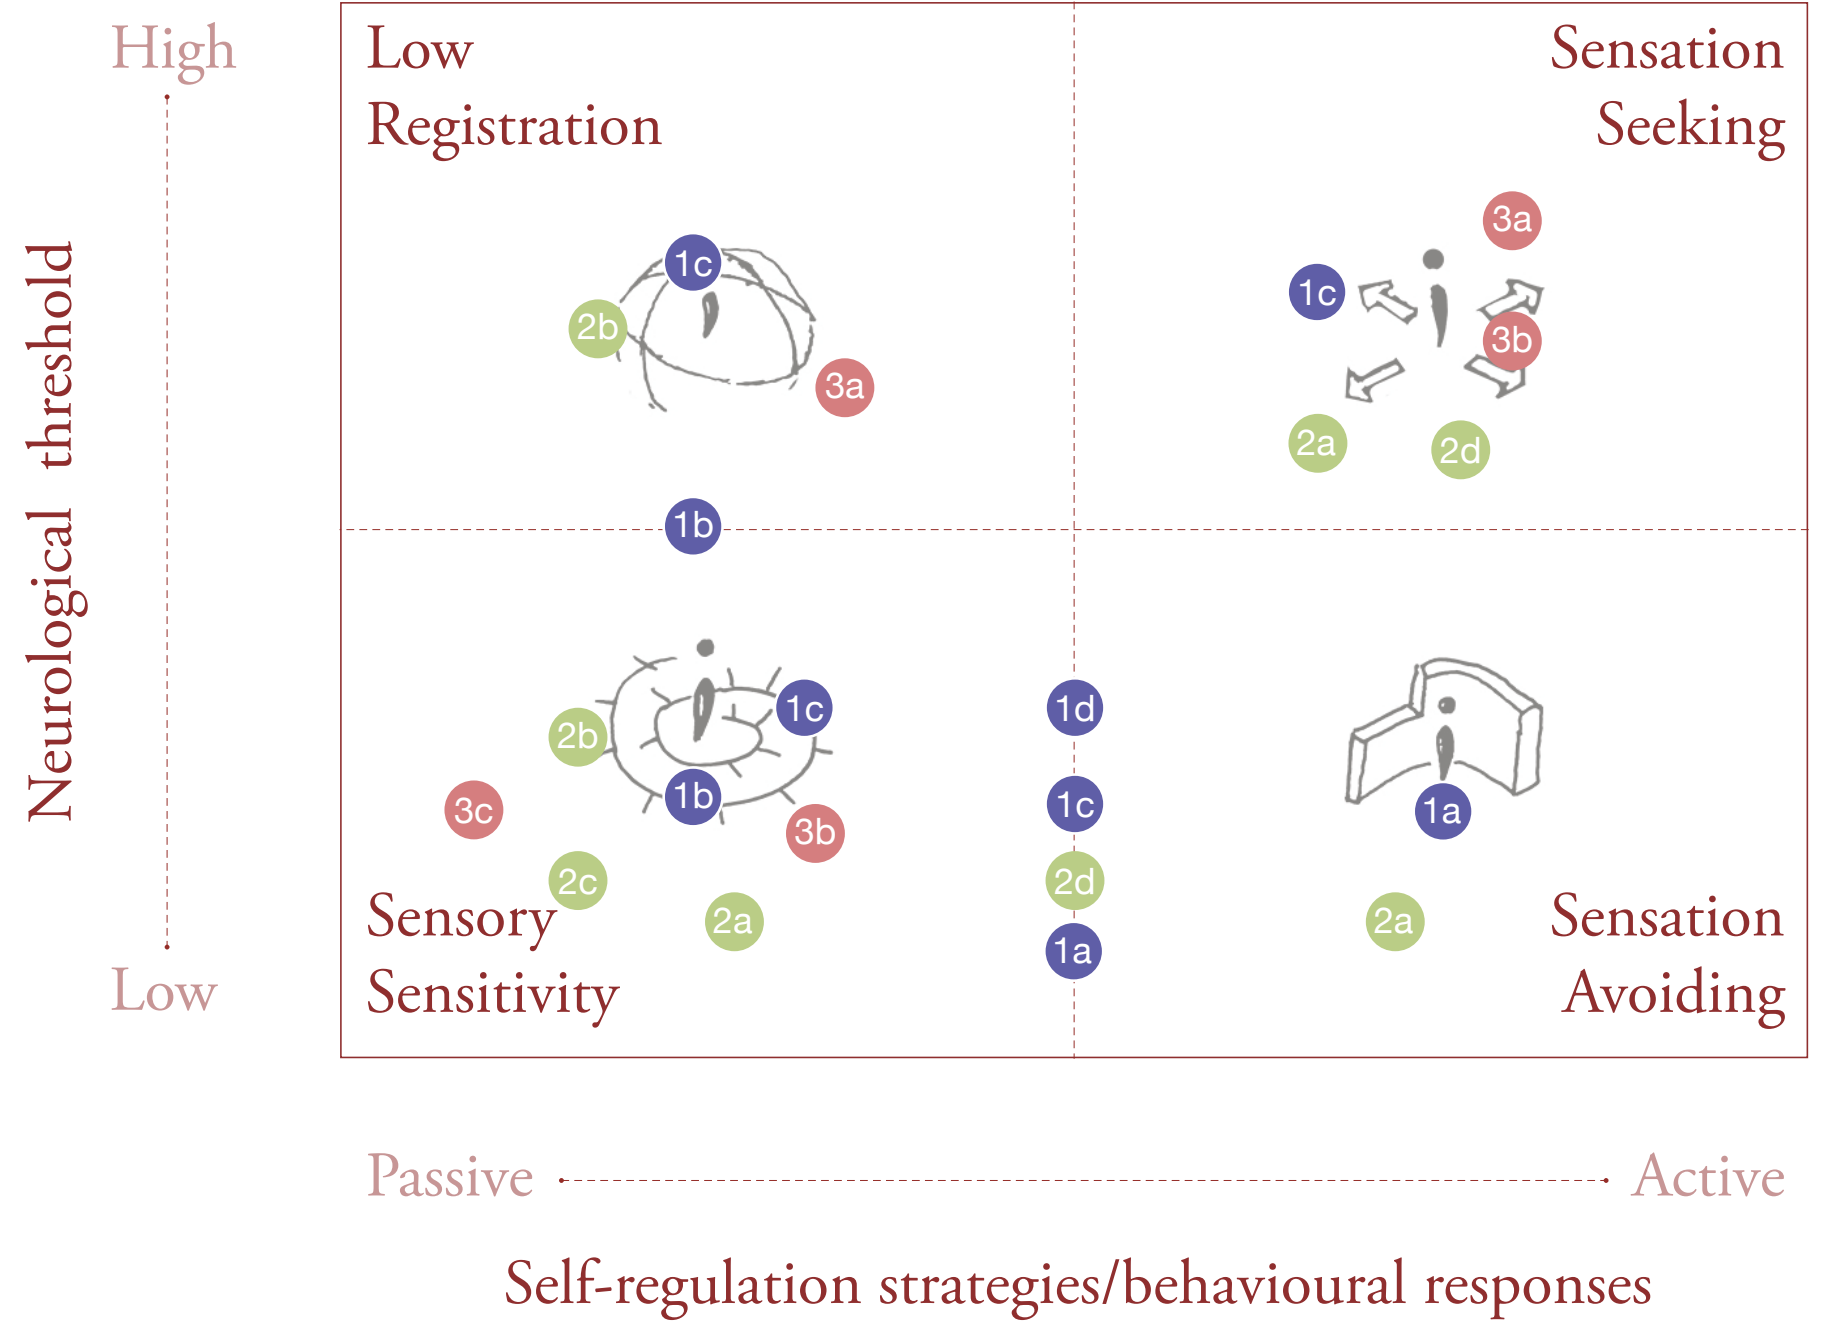 High
Low
Registration
Sensation
Seeking
3a
1c
1c
2b
3b
3a
2a
2d
1b
Neurological threshold
2b
1c
1d
1b
1c
1a
3c
3b
2c
2d
2a
2a
Sensory
Sensitivity
Sensation
Avoiding
1a
Low
Passive
Active
Self-regulation strategies/behavioural responses